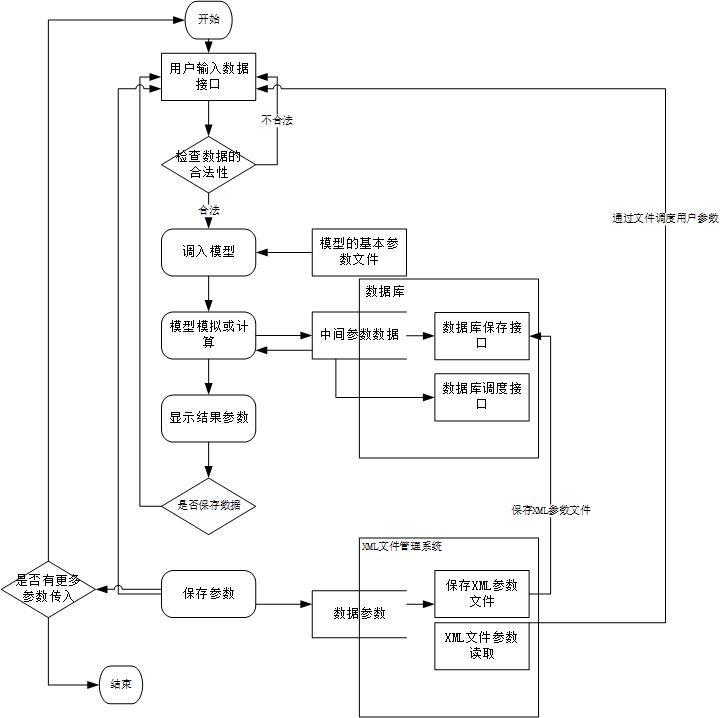 开始
用户输入数据
接口
不合法
检查数据的
合法性
合法
通过文件调度用户参数
调入模型
模型的基本参
数文件
数据库
模型模拟或计
算
中间参数数据
数据库保存接
口
数据库调度接
口
显示结果参数
是否保存数据
保存XML参数文件
XML文件管理系统
是否有更多
参数传入
保存参数
数据参数
保存XML参数
文件
XML文件参数
读取
结束